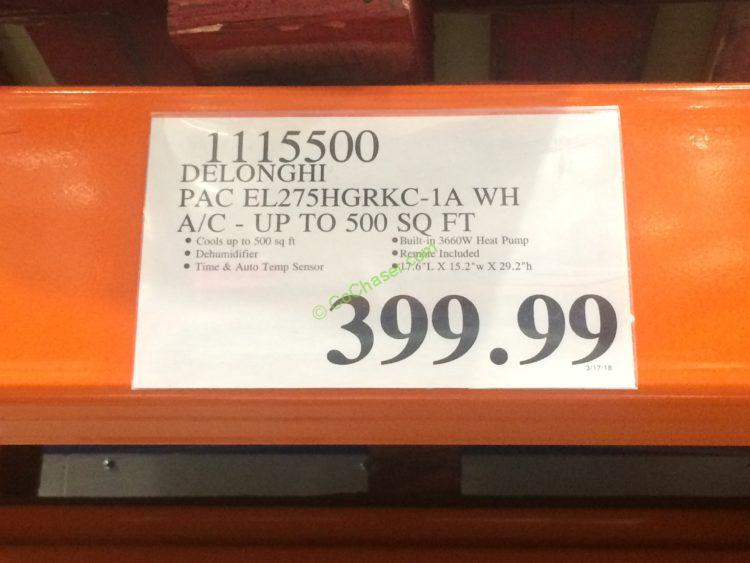 1115500
DELONGHI
PAC EL275HGRKC-1A WH
A/C - UP TO 500 SQ FT
• Cools up to 500 sq ft
• Dehumidifier
• Time & Auto Temp Sensor
• Built-in 3660W Heat Pump
• Remote Included
• 17.6"L X 15.2"w X 29.2"h
© CoChaser.com
399.99
3/17/18